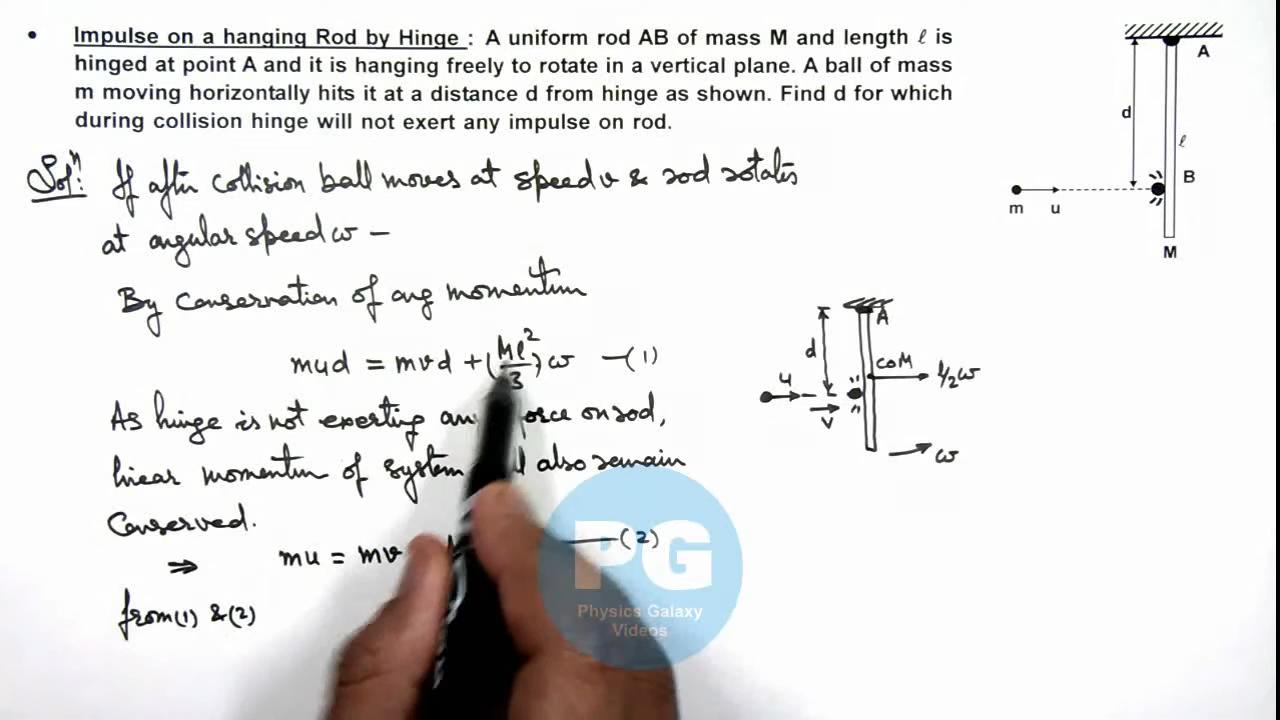 • Impulse on a hanging Rod by Hinge : A uniform rod AB of mass M and length ℓ is
hinged at point A and it is hanging freely to rotate in a vertical plane. A ball of mass
m moving horizontally hits it at a distance d from hinge as shown. Find d for which
during collision hinge will not exert any impulse on rod.
A
d
ℓ
B
m u
M
Solⁿ: If after collision ball moves at speed v & rod rotates
at angular speed ω –
By conservation of ang momentum
mud = mvd + (Mℓ²/3) ω —(1)
As hinge is not exerting force on rod,
linear momentum of system also remain
conserved.
⇒ mu = mv —(2)
from (1) & (2)
A
d
COM
ℓ/2 ω
u
v
ω
PG
Physics Galaxy
Videos